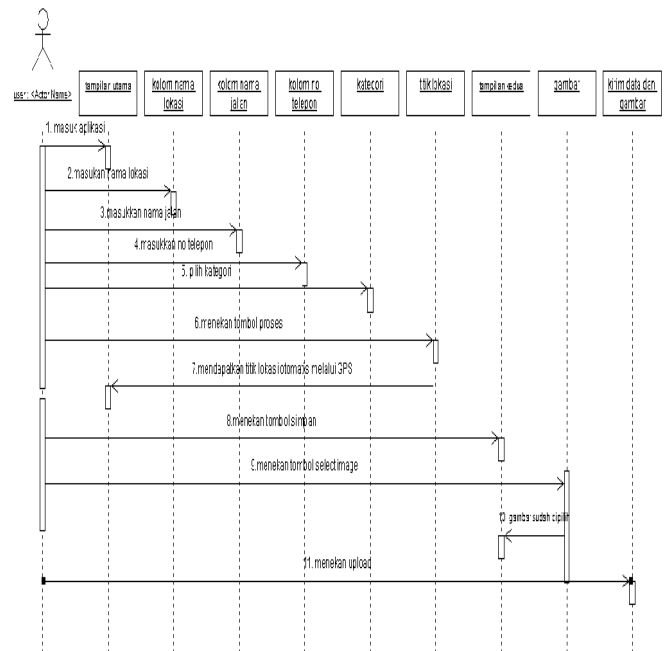 user : <Actor Name>
tampilan utama
kolom nama
lokasi
kolom nama
jalan
kolom no
telepon
kategori
titik lokasi
tampilan kedua
gambar
kirim data dan
gambar
1. masuk aplikasi
2.masukan nama lokasi
3.masukkan nama jalan
4.masukkan no telepon
5. pilih kategori
6.menekan tombol proses
7.mendapatkan titik lokasi otomatis melalui GPS
8.menekan tombol simpan
9.menekan tombol select image
10. gambar sudah dipilih
11. menekan upload